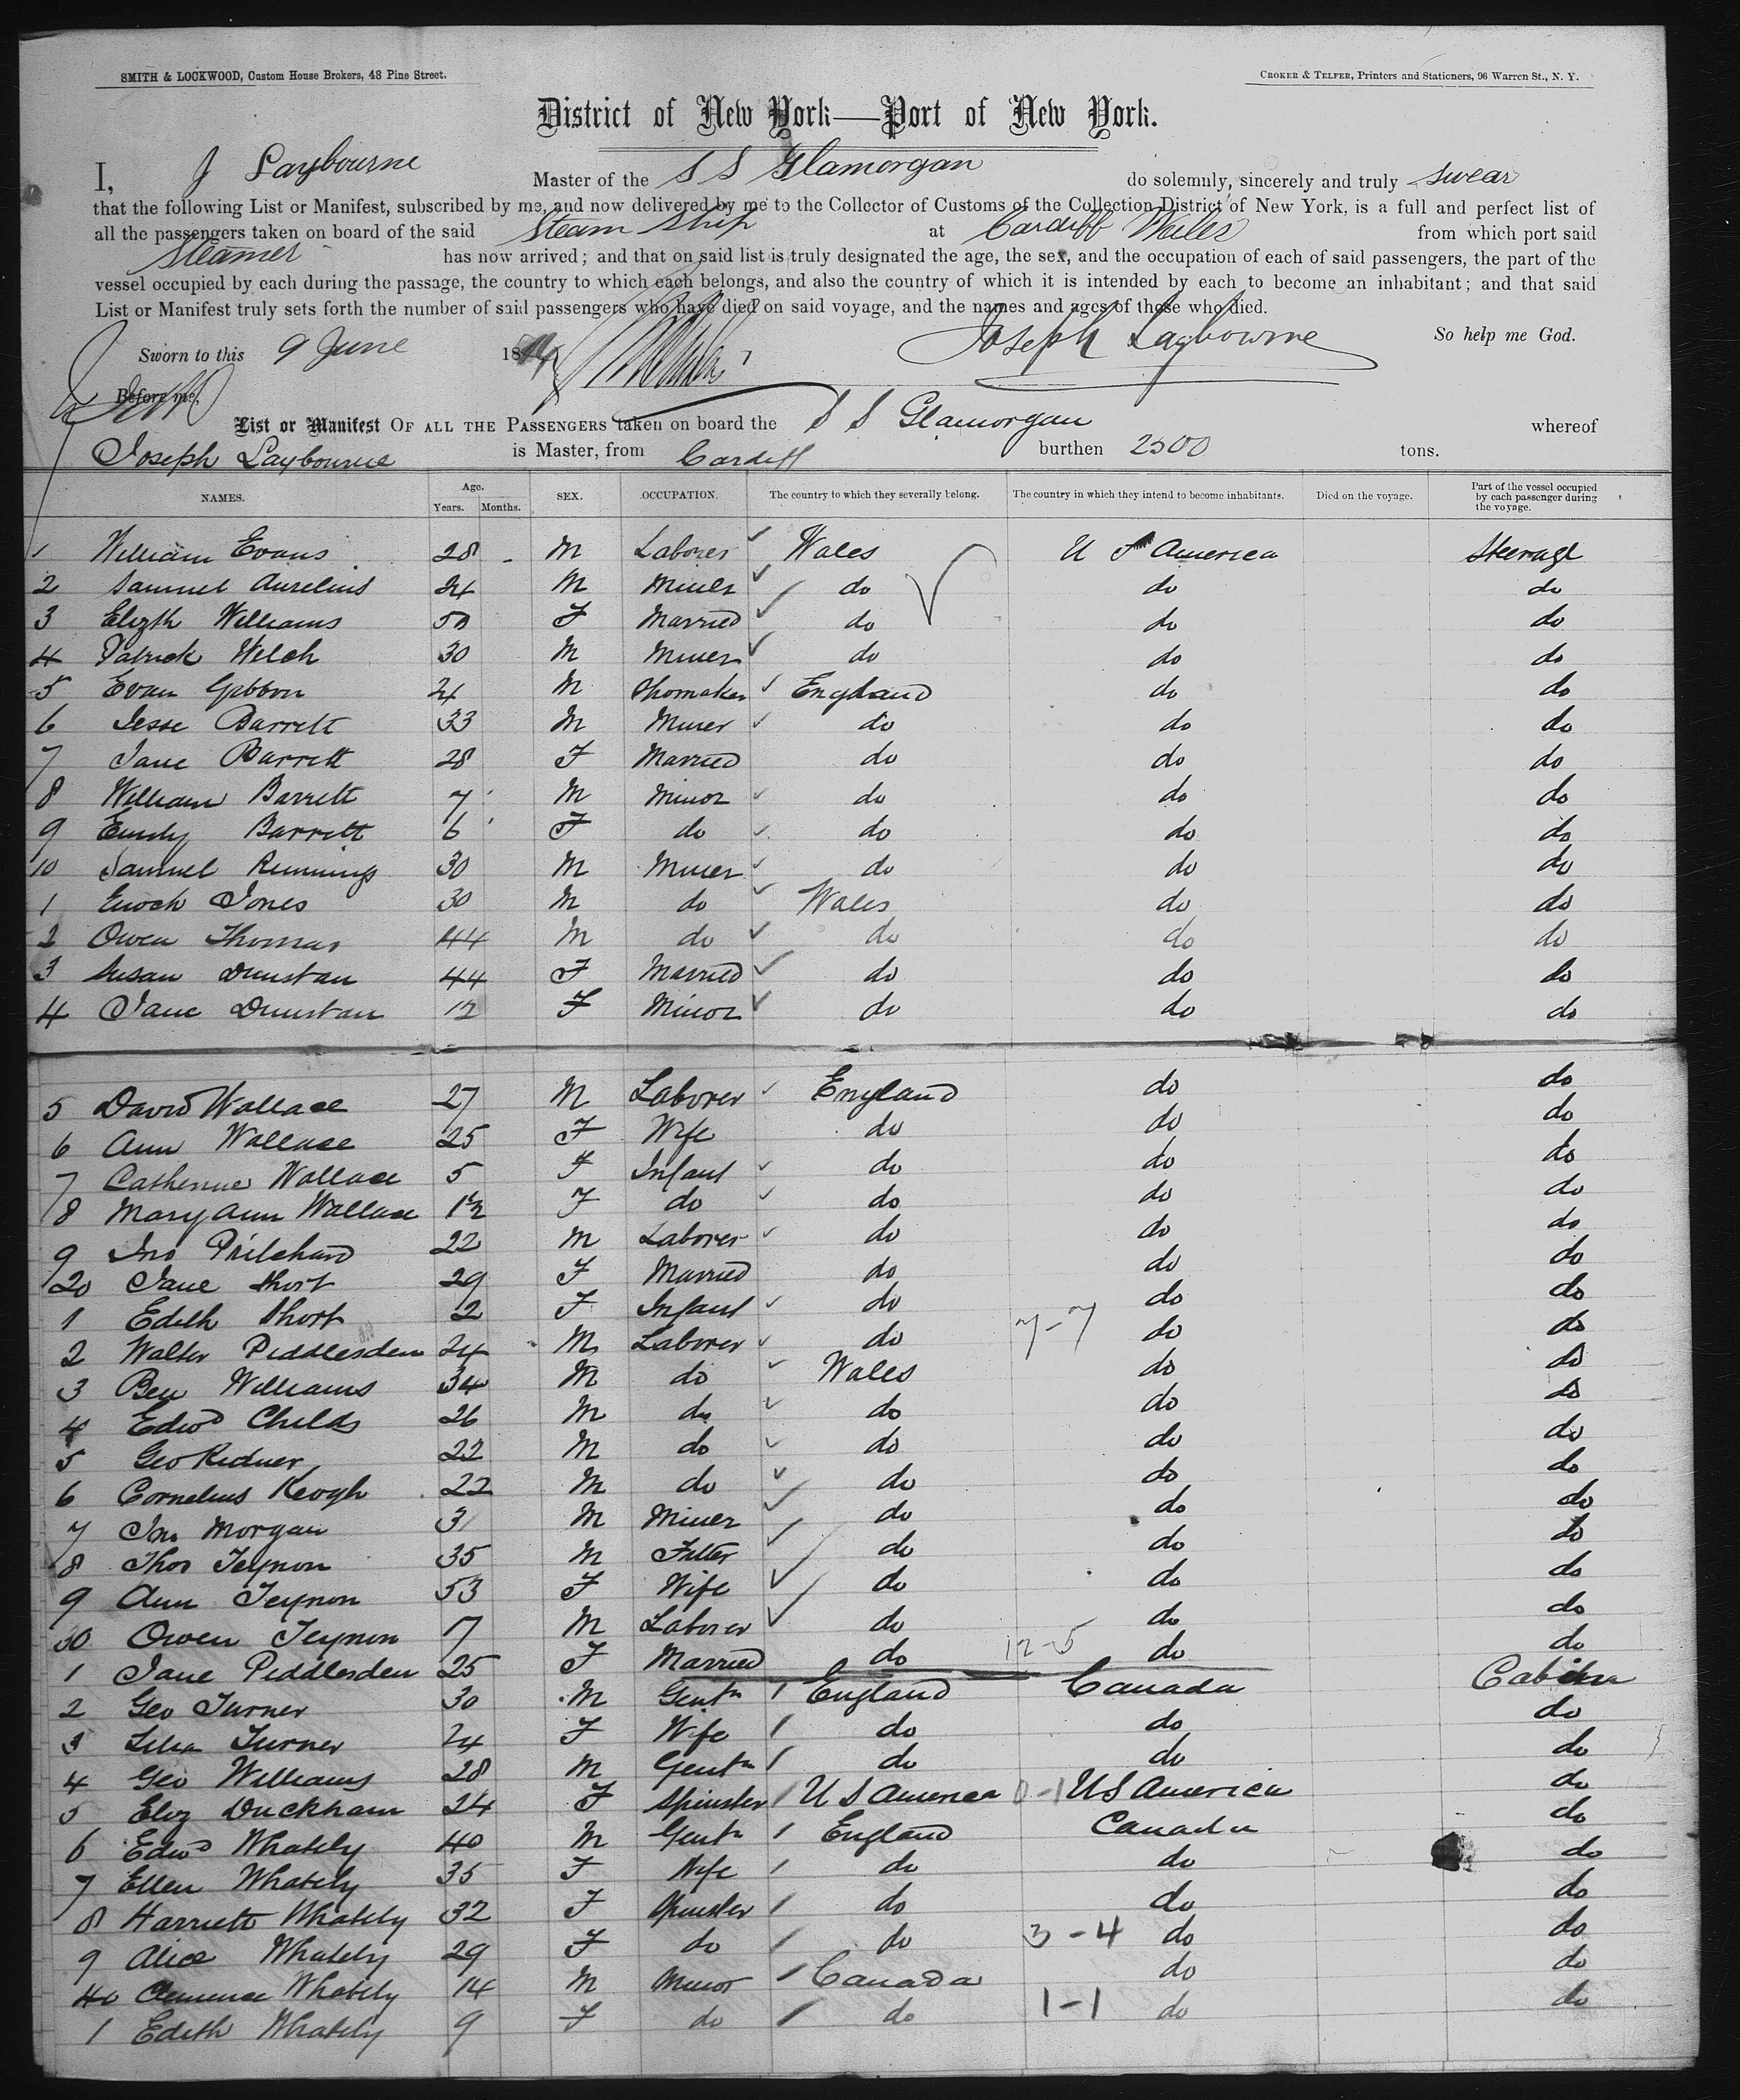 SMITH & LOCKWOOD, Custom House Brokers, 48 Pine Street. CROKER & TELFER, Printers and Stationers, 96 Warren St., N. Y.
District of New York—Port of New York.
I, J Laybourne Master of the S S Glamorgan do solemnly, sincerely and truly swear
that the following List or Manifest, subscribed by me, and now delivered by me to the Collector of Customs of the Collection District of New York, is a full and perfect list of
all the passengers taken on board of the said Steam Ship at Cardiff Wales from which port said
Steamer has now arrived; and that on said list is truly designated the age, the sex, and the occupation of each of said passengers, the part of the
vessel occupied by each during the passage, the country to which each belongs, and also the country of which it is intended by each to become an inhabitant; and that said
List or Manifest truly sets forth the number of said passengers who have died on said voyage, and the names and ages of those who died.
Sworn to this 9 June 18 Joseph Laybourne So help me God.
Before me,
List or Manifest OF ALL THE PASSENGERS taken on board the S S Glamorgan whereof
Joseph Laybourne is Master, from Cardiff burthen 2500 tons.
NAMES. Age. Years. Months. SEX. OCCUPATION. The country to which they severally belong. The country in which they intend to become inhabitants. Died on the voyage. Part of the vessel occupied by each passenger during the voyage.
1 William Evans 28 - M Laborer Wales U S America Steerage
2 Samuel Aurelius 24 M Miner do do do
3 Elizth Williams 50 F Married do do do
4 Patrick Welch 30 M Miner do do do
5 Evan Gibbon 24 M Shomaker England do do
6 Jesse Barrett 33 M Miner do do do
7 Jane Barrett 28 F Married do do do
8 William Barrett 7 M Minor do do do
9 Emily Barrett 6 F do do do do
10 Samuel Rummings 30 M Miner do do do
1 Enoch Jones 30 M do Wales do do
2 Owen Thomas 44 M do do do do
3 Susan Dunstan 44 F Married do do do
4 Jane Dunstan 12 F Minor do do do
5 David Wallace 27 M Laborer England do do
6 Ann Wallace 25 F Wife do do do
7 Catherine Wallace 5 F Infant do do do
8 Mary Ann Wallace 1½ F do do do do
9 Jno Pritchard 22 M Laborer do do do
20 Jane Short 29 F Married do do do
1 Edith Short 2 F Infant do do do
2 Walter Piddlesden 24 M Laborer do 7-7 do do
3 Ben Williams 34 M do Wales do do
4 Edwd Childs 26 M do do do do
5 Geo Ridner 22 M do do do do
6 Cornelius Keogh 22 M do do do do
7 Jno Morgan 31 M Miner do do do
8 Thos Teynon 35 M Fitter do do do
9 Ann Teynon 53 F Wife do do do
30 Owen Teynon 7 M Laborer do do do
1 Jane Piddlesden 25 F Married do 12-5 do do
2 Geo Turner 30 M Gentn England Canada Cabin
3 Turner 24 F Wife do do do
4 Geo Williams 28 M Gentn do do do
5 Eliz Duckham 24 F Spinster U S America 0-1 U S America do
6 Edwd Whately 40 M Gentn England Canada do
7 Ellen Whately 35 F Wife do do do
8 Harriett Whately 32 F Spinster do do do
9 Alice Whately 29 F do do 3-4 do do
40 Whately 14 M Minor Canada do do
1 Edith Whately 9 F do do 1-1 do do